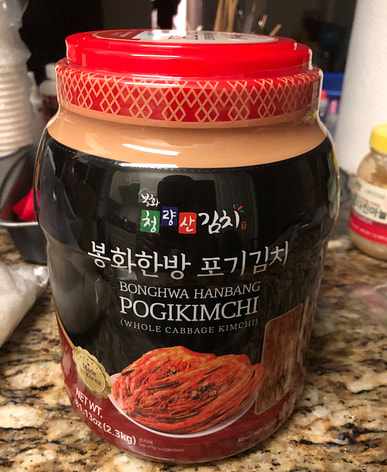 봉화
청량산김치
봉화한방 포기김치
BONGHWA HANBANG
POGIKIMCHI
(WHOLE CABBAGE KIMCHI)
NET WT.
(2.3kg)